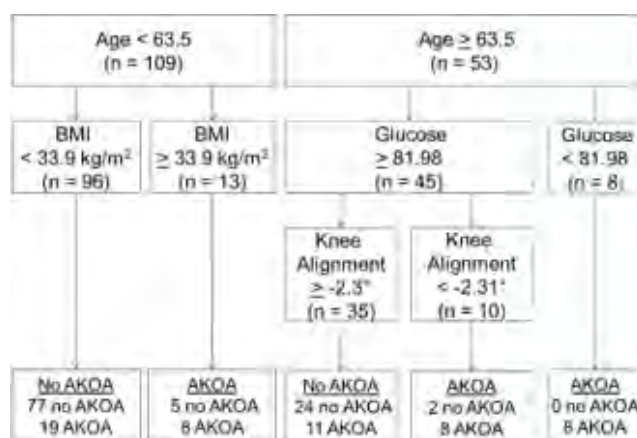 Age < 63.5
(n = 109)
Age ≥ 63.5
(n = 53)
BMI
< 33.9 kg/m²
(n = 96)
BMI
≥ 33.9 kg/m²
(n = 13)
Glucose
≥ 81.98
(n = 45)
Glucose
< 81.98
(n = 8)
Knee
Alignment
≥ -2.3°
(n = 35)
Knee
Alignment
< -2.31°
(n = 10)
No AKOA
77 no AKOA
19 AKOA
AKOA
5 no AKOA
8 AKOA
No AKOA
24 no AKOA
11 AKOA
AKOA
2 no AKOA
8 AKOA
AKOA
0 no AKOA
8 AKOA